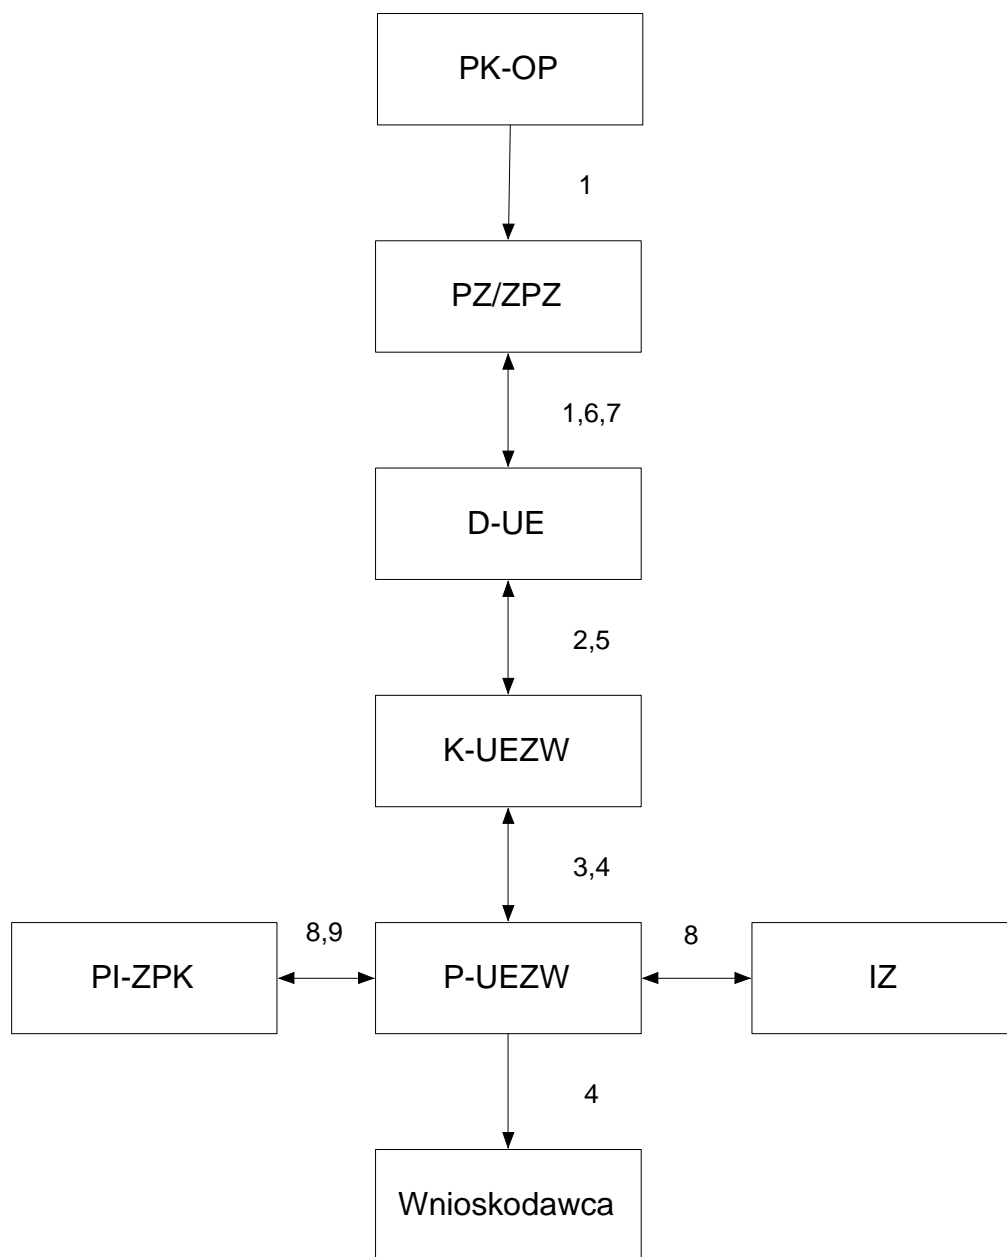 PK-OP
1
PZ/ZPZ
1,6,7
D-UE
2,5
K-UEZW
3,4
PI-ZPK
8,9
P-UEZW
8
IZ
4
Wnioskodawca